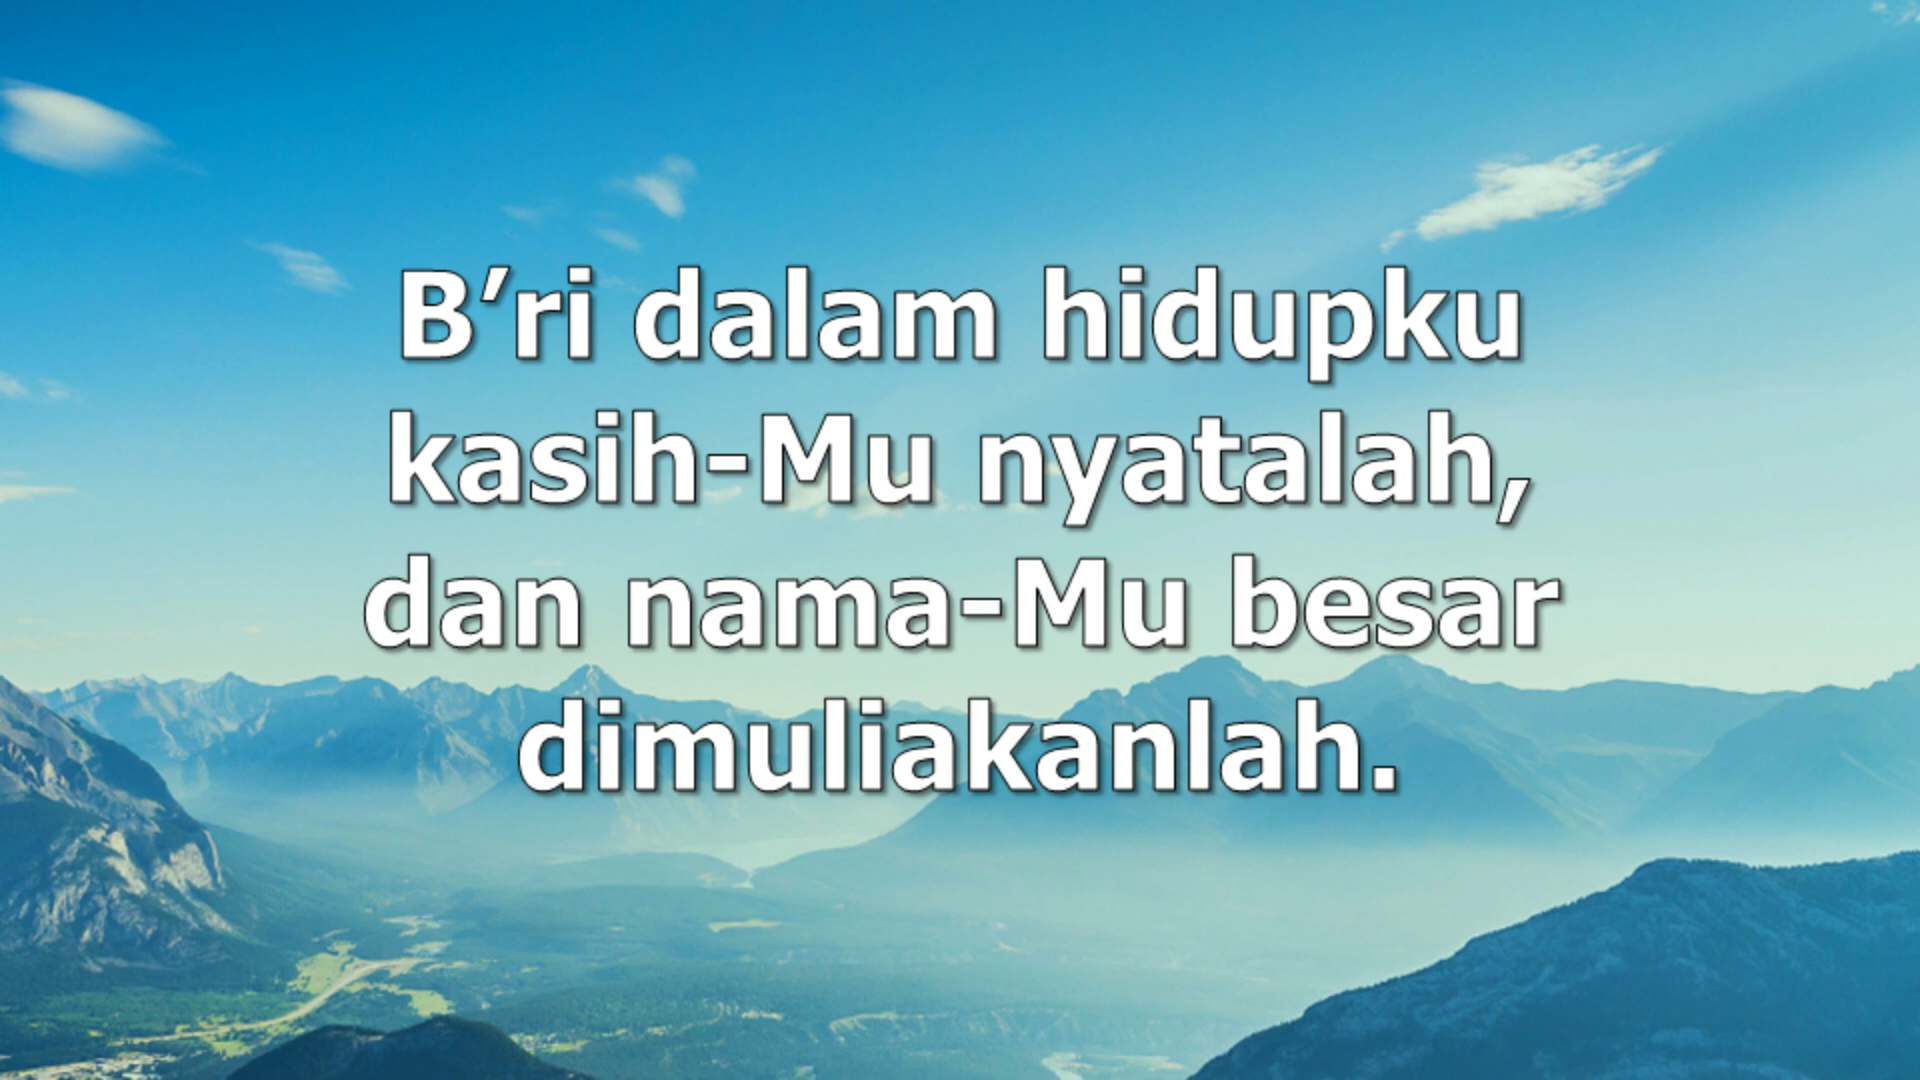 B’ri dalam hidupku
kasih-Mu nyatalah,
dan nama-Mu besar
dimuliakanlah.